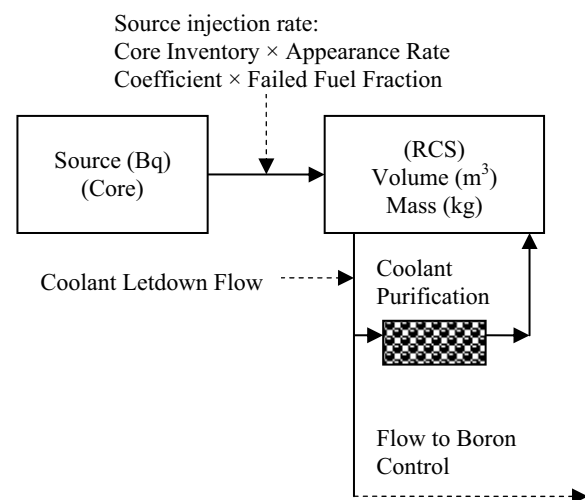 Source injection rate:
Core Inventory × Appearance Rate
Coefficient × Failed Fuel Fraction
Source (Bq)
(Core)
(RCS)
Volume (m³)
Mass (kg)
Coolant Letdown Flow
Coolant
Purification
Flow to Boron
Control